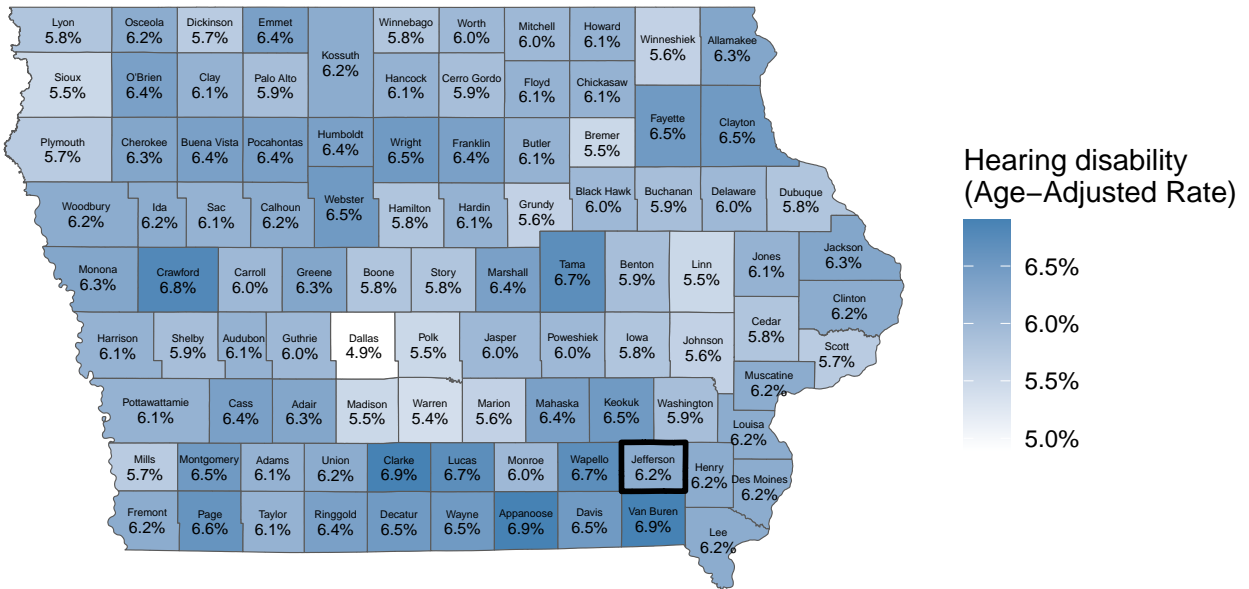 Lyon
5.8%
Osceola
6.2%
Dickinson
5.7%
Emmet
6.4%
Kossuth
6.2%
Winnebago
5.8%
Worth
6.0%
Mitchell
6.0%
Howard
6.1%
Winneshiek
5.6%
Allamakee
6.3%
Sioux
5.5%
O'Brien
6.4%
Clay
6.1%
Palo Alto
5.9%
Hancock
6.1%
Cerro Gordo
5.9%
Floyd
6.1%
Chickasaw
6.1%
Fayette
6.5%
Clayton
6.5%
Plymouth
5.7%
Cherokee
6.3%
Buena Vista
6.4%
Pocahontas
6.4%
Humboldt
6.4%
Wright
6.5%
Franklin
6.4%
Butler
6.1%
Bremer
5.5%
Woodbury
6.2%
Ida
6.2%
Sac
6.1%
Calhoun
6.2%
Webster
6.5%
Hamilton
5.8%
Hardin
6.1%
Grundy
5.6%
Black Hawk
6.0%
Buchanan
5.9%
Delaware
6.0%
Dubuque
5.8%
Monona
6.3%
Crawford
6.8%
Carroll
6.0%
Greene
6.3%
Boone
5.8%
Story
5.8%
Marshall
6.4%
Tama
6.7%
Benton
5.9%
Linn
5.5%
Jones
6.1%
Jackson
6.3%
Clinton
6.2%
Harrison
6.1%
Shelby
5.9%
Audubon
6.1%
Guthrie
6.0%
Dallas
4.9%
Polk
5.5%
Jasper
6.0%
Poweshiek
6.0%
Iowa
5.8%
Johnson
5.6%
Cedar
5.8%
Scott
5.7%
Muscatine
6.2%
Pottawattamie
6.1%
Cass
6.4%
Adair
6.3%
Madison
5.5%
Warren
5.4%
Marion
5.6%
Mahaska
6.4%
Keokuk
6.5%
Washington
5.9%
Louisa
6.2%
Mills
5.7%
Montgomery
6.5%
Adams
6.1%
Union
6.2%
Clarke
6.9%
Lucas
6.7%
Monroe
6.0%
Wapello
6.7%
Jefferson
6.2%
Henry
6.2%
Des Moines
6.2%
Fremont
6.2%
Page
6.6%
Taylor
6.1%
Ringgold
6.4%
Decatur
6.5%
Wayne
6.5%
Appanoose
6.9%
Davis
6.5%
Van Buren
6.9%
Lee
6.2%
Hearing disability
(Age−Adjusted Rate)
6.5%
6.0%
5.5%
5.0%